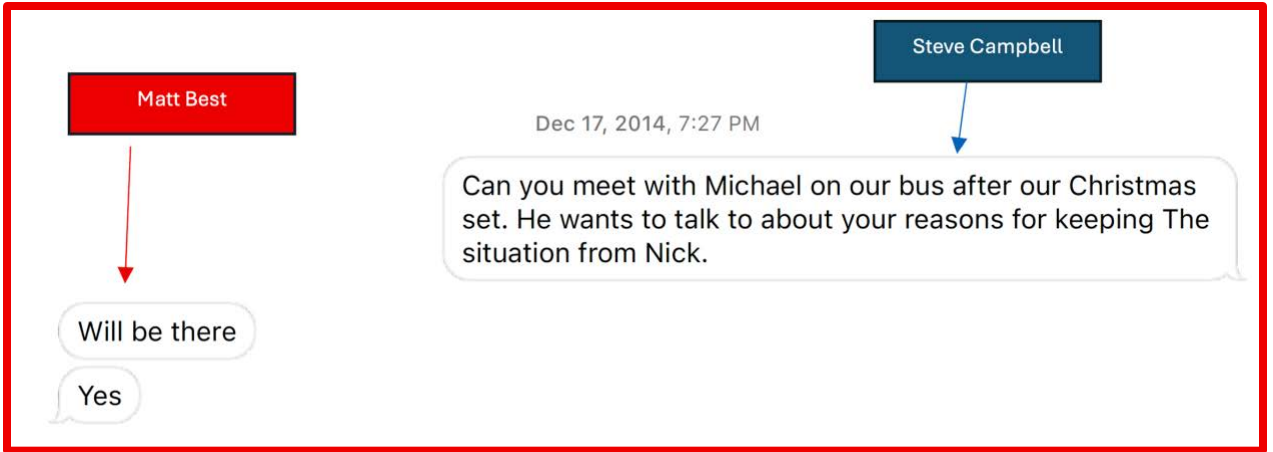 Steve Campbell
Matt Best
Dec 17, 2014, 7:27 PM
Can you meet with Michael on our bus after our Christmas
set. He wants to talk to about your reasons for keeping The
situation from Nick.
Will be there
Yes